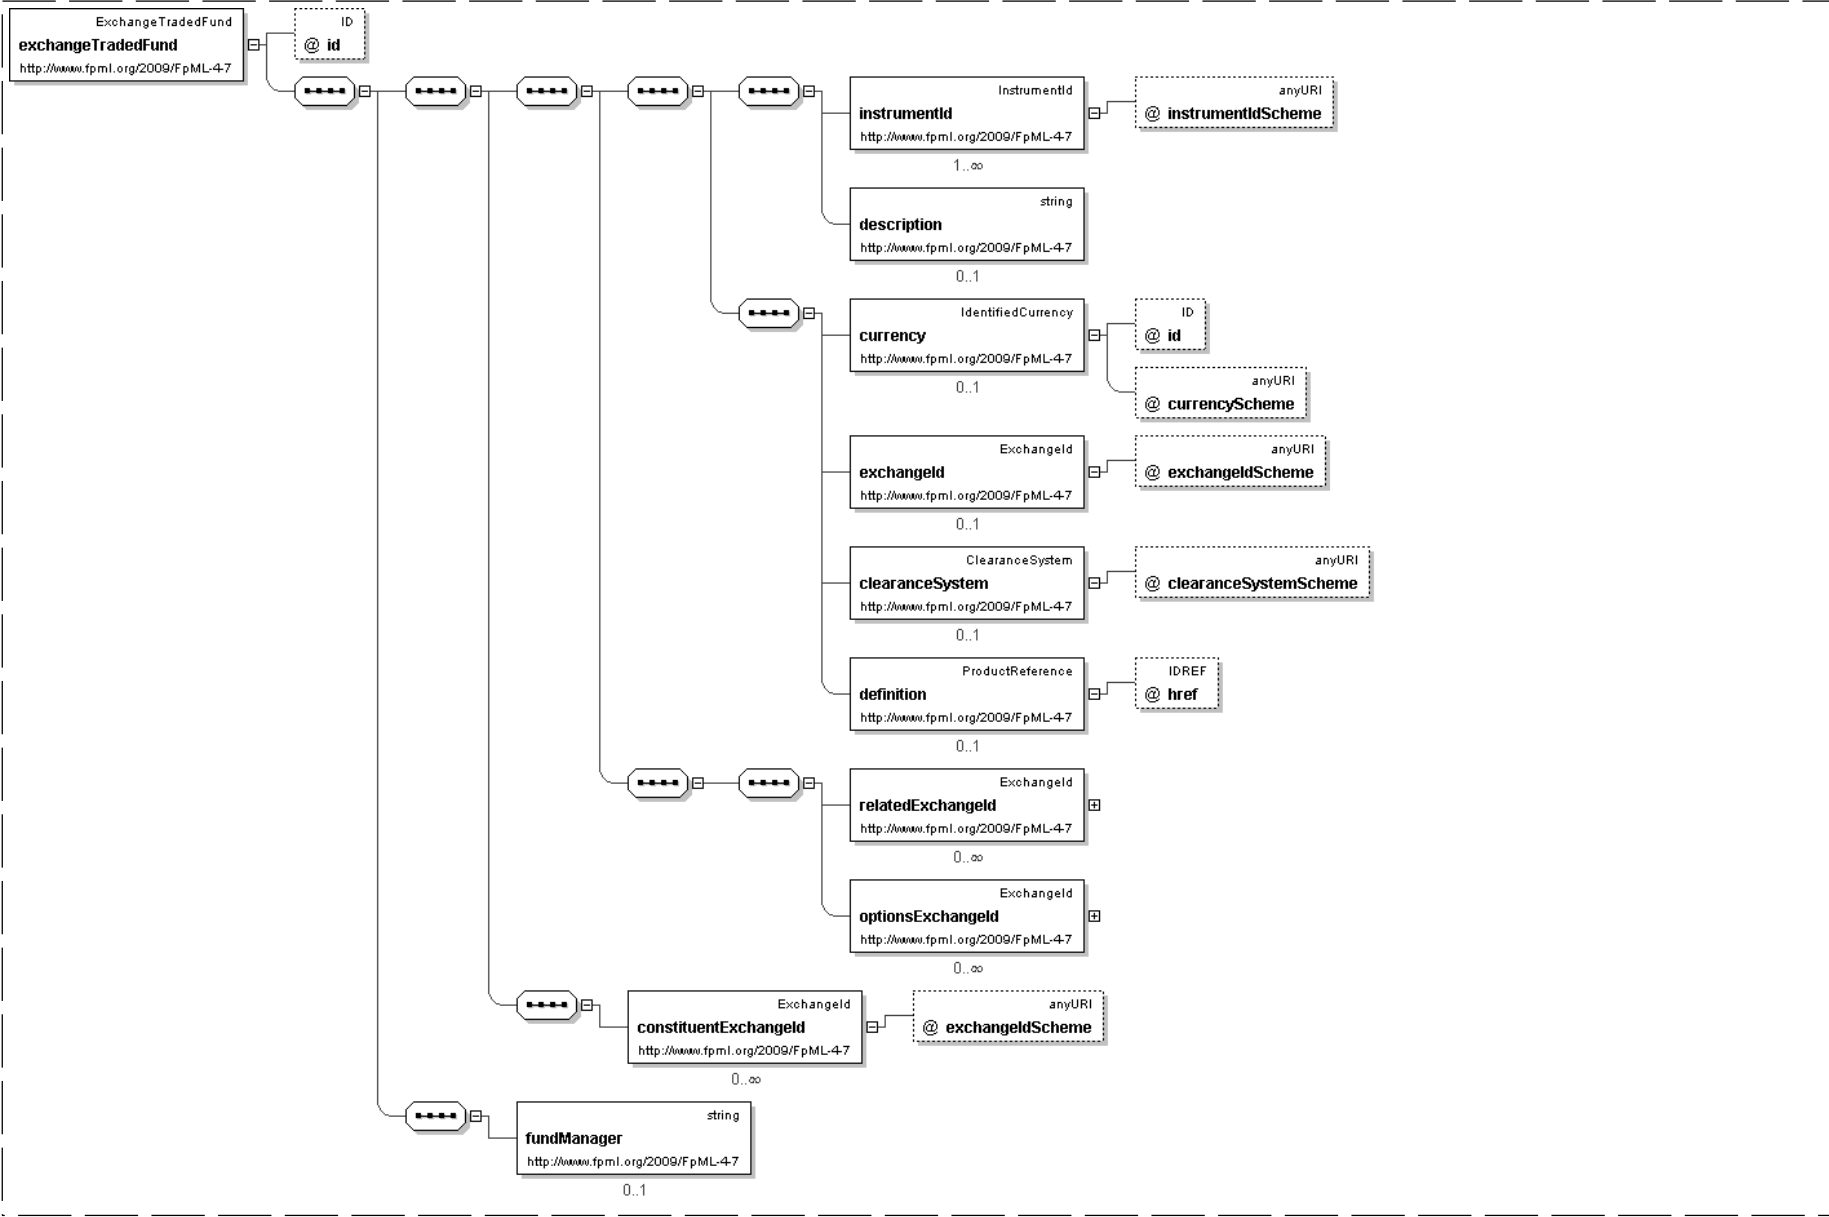 ExchangeTradedFund
exchangeTradedFund
http://www.fpml.org/2009/FpML-4-7
ID
@ id
InstrumentId
instrumentId
http://www.fpml.org/2009/FpML-4-7
1..∞
anyURI
@ instrumentIdScheme
string
description
http://www.fpml.org/2009/FpML-4-7
0..1
IdentifiedCurrency
currency
http://www.fpml.org/2009/FpML-4-7
0..1
ID
@ id
anyURI
@ currencyScheme
ExchangeId
exchangeId
http://www.fpml.org/2009/FpML-4-7
0..1
anyURI
@ exchangeIdScheme
ClearanceSystem
clearanceSystem
http://www.fpml.org/2009/FpML-4-7
0..1
anyURI
@ clearanceSystemScheme
ProductReference
definition
http://www.fpml.org/2009/FpML-4-7
0..1
IDREF
@ href
ExchangeId
relatedExchangeId
http://www.fpml.org/2009/FpML-4-7
0..∞
ExchangeId
optionsExchangeId
http://www.fpml.org/2009/FpML-4-7
0..∞
ExchangeId
constituentExchangeId
http://www.fpml.org/2009/FpML-4-7
0..∞
anyURI
@ exchangeIdScheme
string
fundManager
http://www.fpml.org/2009/FpML-4-7
0..1